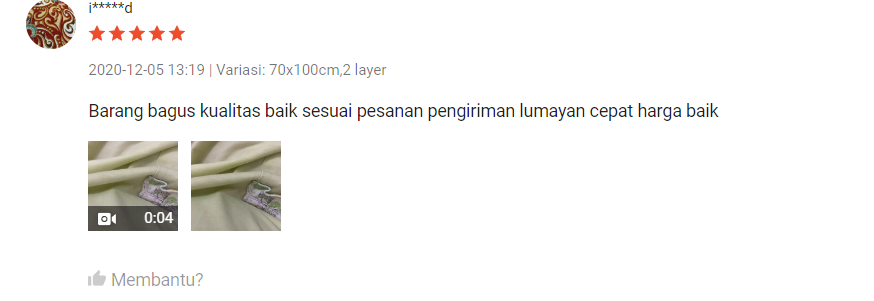 i*****d
2020-12-05 13:19 | Variasi: 70x100cm,2 layer
Barang bagus kualitas baik sesuai pesanan pengiriman lumayan cepat harga baik
0:04
Membantu?